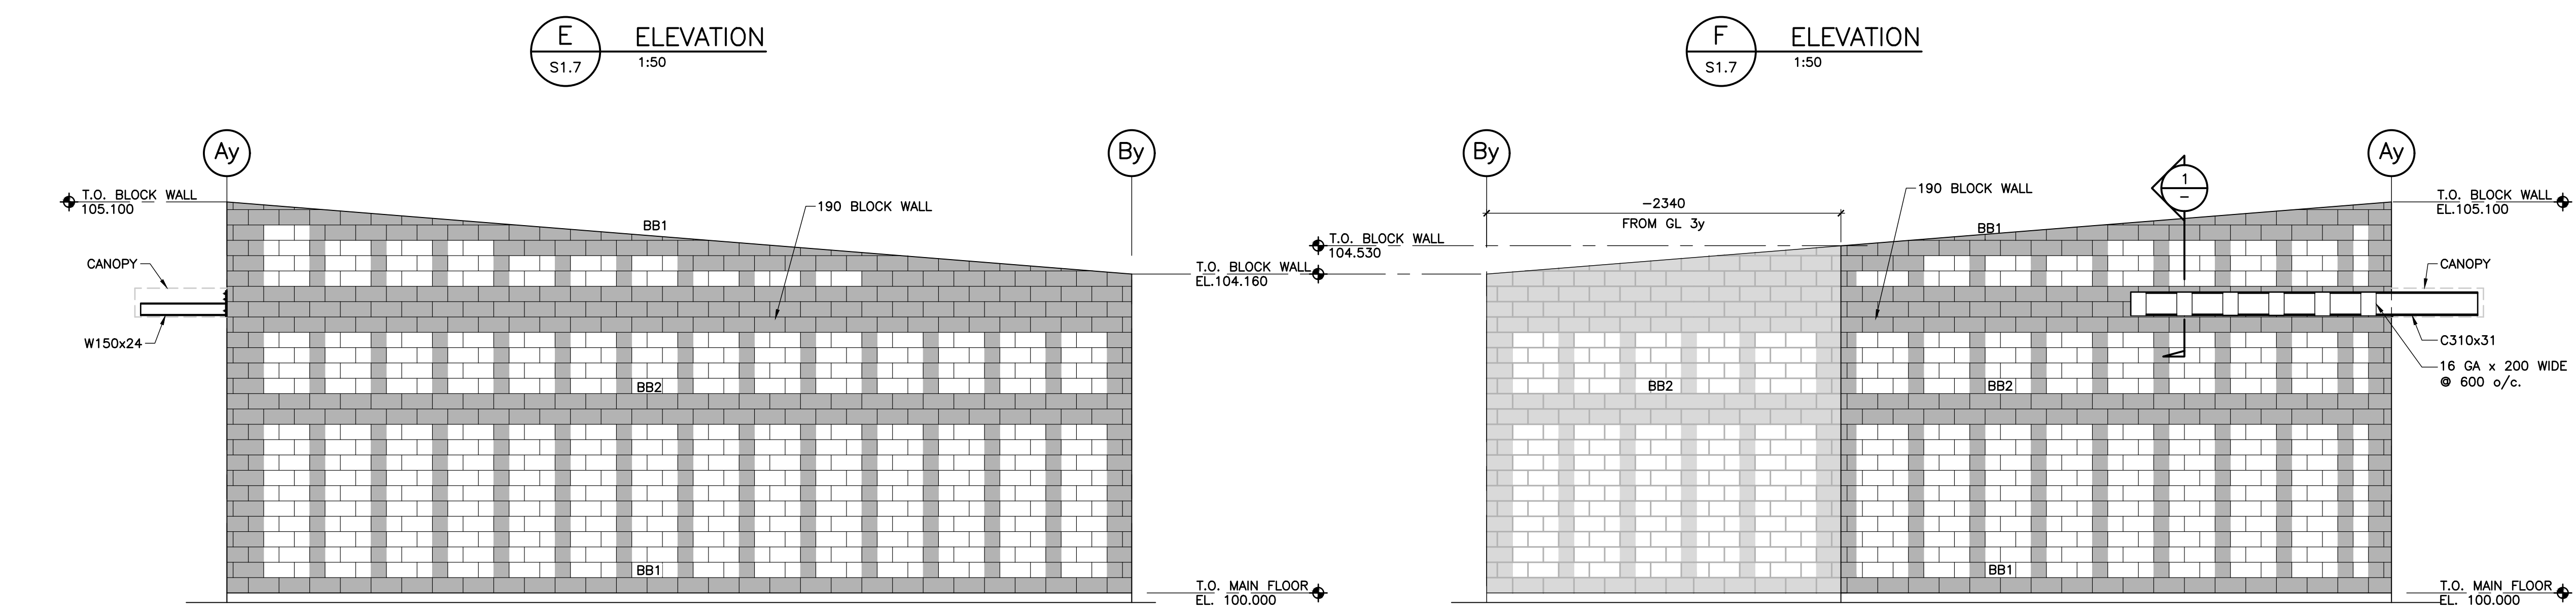 E
S1.7
ELEVATION
1:50
F
S1.7
ELEVATION
1:50
Ay
By
T.O. BLOCK WALL
105.100
BB1
190 BLOCK WALL
CANOPY
W150x24
BB2
BB1
T.O. BLOCK WALL
EL.104.160
T.O. MAIN FLOOR
EL. 100.000
By
Ay
T.O. BLOCK WALL
104.530
-2340
FROM GL 3y
190 BLOCK WALL
1
-
BB1
T.O. BLOCK WALL
EL.105.100
CANOPY
C310x31
16 GA x 200 WIDE
@ 600 o/c.
BB2
BB2
BB1
T.O. MAIN FLOOR
EL. 100.000